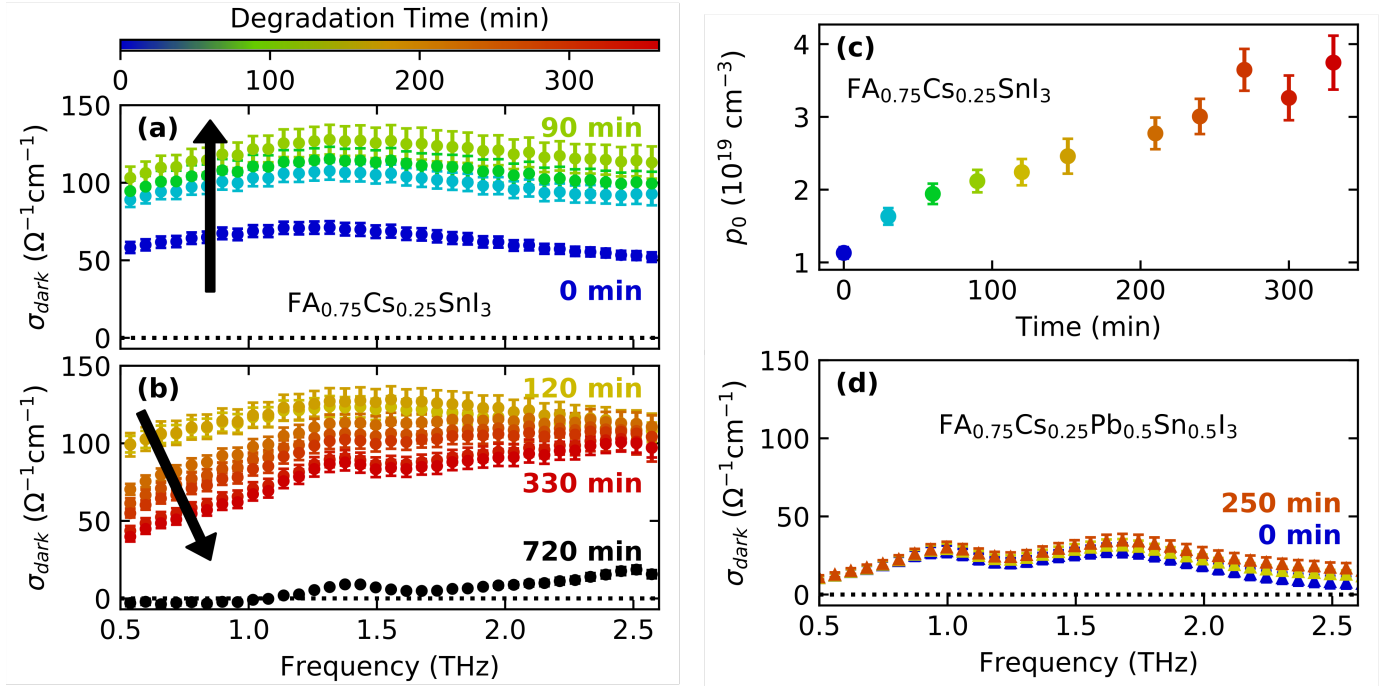 Degradation Time (min)
0 100 200 300
(a)
90 min
0 min
FA0.75Cs0.25SnI3
σdark (Ω−1cm−1)
150
100
50
0
(b)
120 min
330 min
720 min
σdark (Ω−1cm−1)
150
100
50
0
0.5 1.0 1.5 2.0 2.5
Frequency (THz)
(c)
FA0.75Cs0.25SnI3
p0 (10^19 cm−3)
4
3
2
1
0 100 200 300
Time (min)
(d)
FA0.75Cs0.25Pb0.5Sn0.5I3
250 min
0 min
σdark (Ω−1cm−1)
150
100
50
0
0.5 1.0 1.5 2.0 2.5
Frequency (THz)